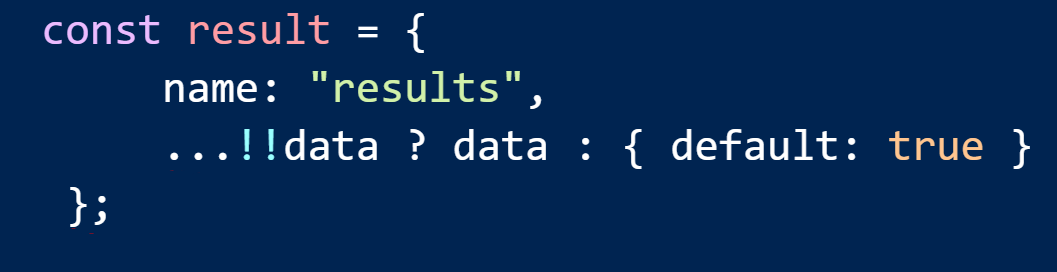 const result = {
name: "results",
...!!data ? data : { default: true }
};